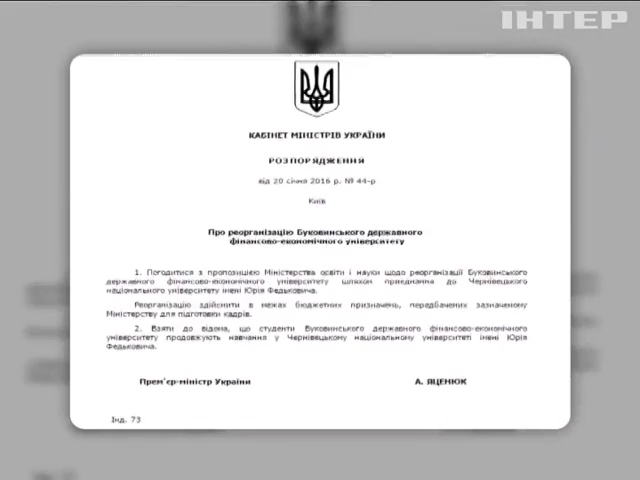 ІНТЕР
КАБІНЕТ МІНІСТРІВ УКРАЇНИ
РОЗПОРЯДЖЕННЯ
від 20 січня 2016 р. № 44-р
Київ
Про реорганізацію Буковинського державного
фінансово-економічного університету
1. Погодитися з пропозицією Міністерства освіти і науки щодо реорганізації Буковинського
державного фінансово-економічного університету шляхом приєднання до Чернівецького
національного університету імені Юрія Федьковича.
Реорганізацію здійснити в межах бюджетних призначень, передбачених зазначеному
Міністерству для підготовки кадрів.
2. Взяти до відома, що студенти Буковинського державного фінансово-економічного
університету продовжують навчання у Чернівецькому національному університеті імені Юрія
Федьковича.
Прем'єр-міністр України А. ЯЦЕНЮК
Інд. 73